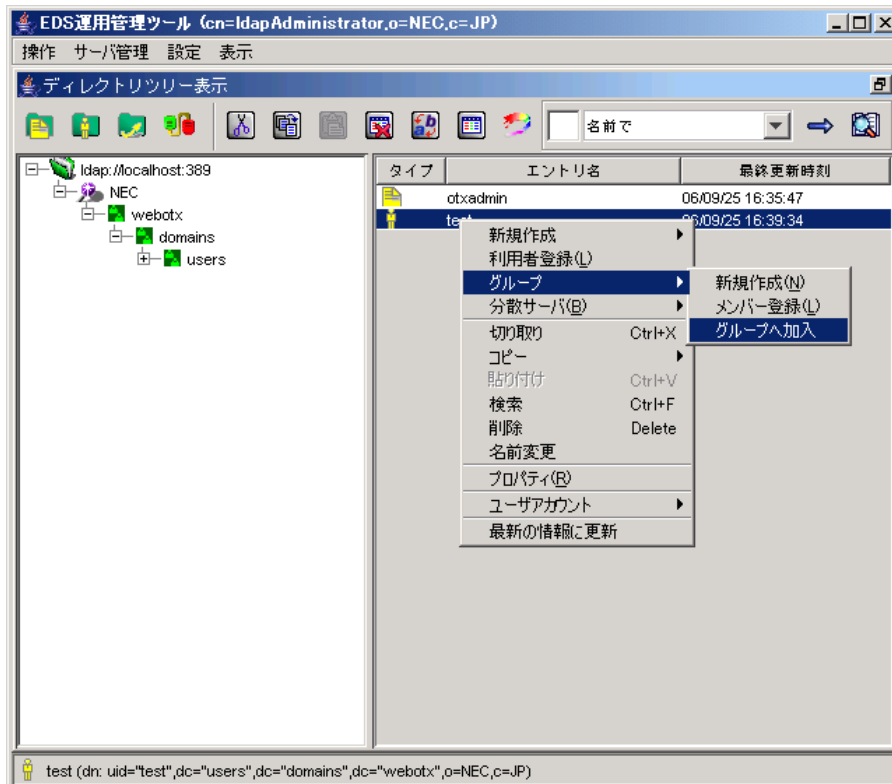 EDS運用管理ツール (cn=ldapAdministrator,o=NEC,c=JP)
操作 サーバ管理 設定 表示
ディレクトリツリー表示
名前で
ldap://localhost:389
NEC
webotx
domains
users
タイプ エントリ名 最終更新時刻
otxadmin 06/09/25 16:35:47
test 06/09/25 16:39:34
新規作成
利用者登録(L)
グループ
分散サーバ(B)
切り取り Ctrl+X
コピー
貼り付け Ctrl+V
検索 Ctrl+F
削除 Delete
名前変更
プロパティ(R)
ユーザアカウント
最新の情報に更新
新規作成(N)
メンバー登録(L)
グループへ加入
test (dn: uid="test",dc="users",dc="domains",dc="webotx",o=NEC,c=JP)